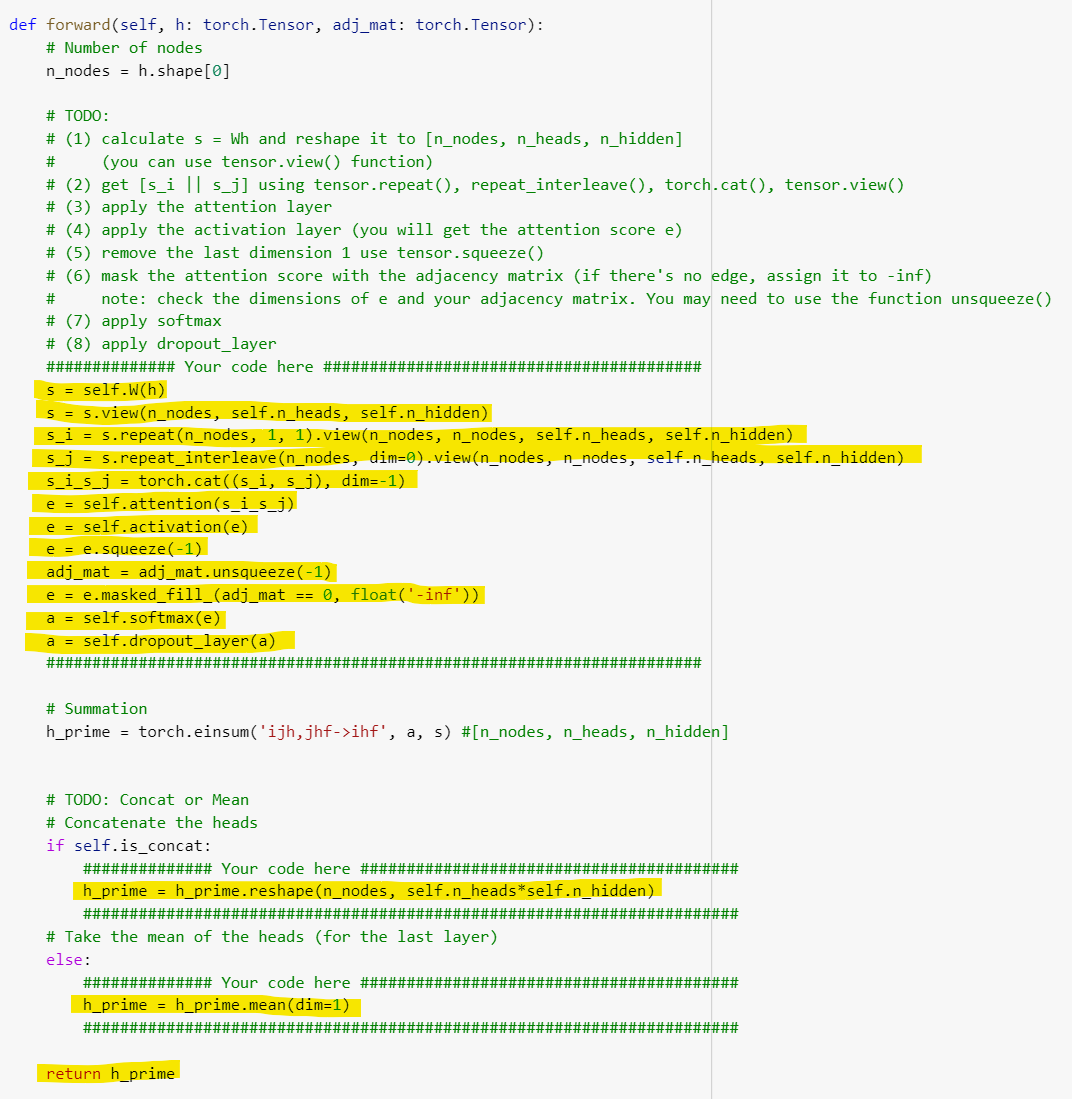 def forward(self, h: torch.Tensor, adj_mat: torch.Tensor):
    # Number of nodes
    n_nodes = h.shape[0]

    # TODO:
    # (1) calculate s = Wh and reshape it to [n_nodes, n_heads, n_hidden]
    #     (you can use tensor.view() function)
    # (2) get [s_i || s_j] using tensor.repeat(), repeat_interleave(), torch.cat(), tensor.view()
    # (3) apply the attention layer
    # (4) apply the activation layer (you will get the attention score e)
    # (5) remove the last dimension 1 use tensor.squeeze()
    # (6) mask the attention score with the adjacency matrix (if there's no edge, assign it to -inf)
    #     note: check the dimensions of e and your adjacency matrix. You may need to use the function unsqueeze()
    # (7) apply softmax
    # (8) apply dropout_layer
    ############## Your code here #########################################
    s = self.W(h)
    s = s.view(n_nodes, self.n_heads, self.n_hidden)
    s_i = s.repeat(n_nodes, 1, 1).view(n_nodes, n_nodes, self.n_heads, self.n_hidden)
    s_j = s.repeat_interleave(n_nodes, dim=0).view(n_nodes, n_nodes, self.n_heads, self.n_hidden)
    s_i_s_j = torch.cat((s_i, s_j), dim=-1)
    e = self.attention(s_i_s_j)
    e = self.activation(e)
    e = e.squeeze(-1)
    adj_mat = adj_mat.unsqueeze(-1)
    e = e.masked_fill_(adj_mat == 0, float('-inf'))
    a = self.softmax(e)
    a = self.dropout_layer(a)
    #######################################################################

    # Summation
    h_prime = torch.einsum('ijh,jhf->ihf', a, s) #[n_nodes, n_heads, n_hidden]

    # TODO: Concat or Mean
    # Concatenate the heads
    if self.is_concat:
        ############## Your code here #########################################
        h_prime = h_prime.reshape(n_nodes, self.n_heads*self.n_hidden)
        #######################################################################
    # Take the mean of the heads (for the last layer)
    else:
        ############## Your code here #########################################
        h_prime = h_prime.mean(dim=1)
        #######################################################################

    return h_prime